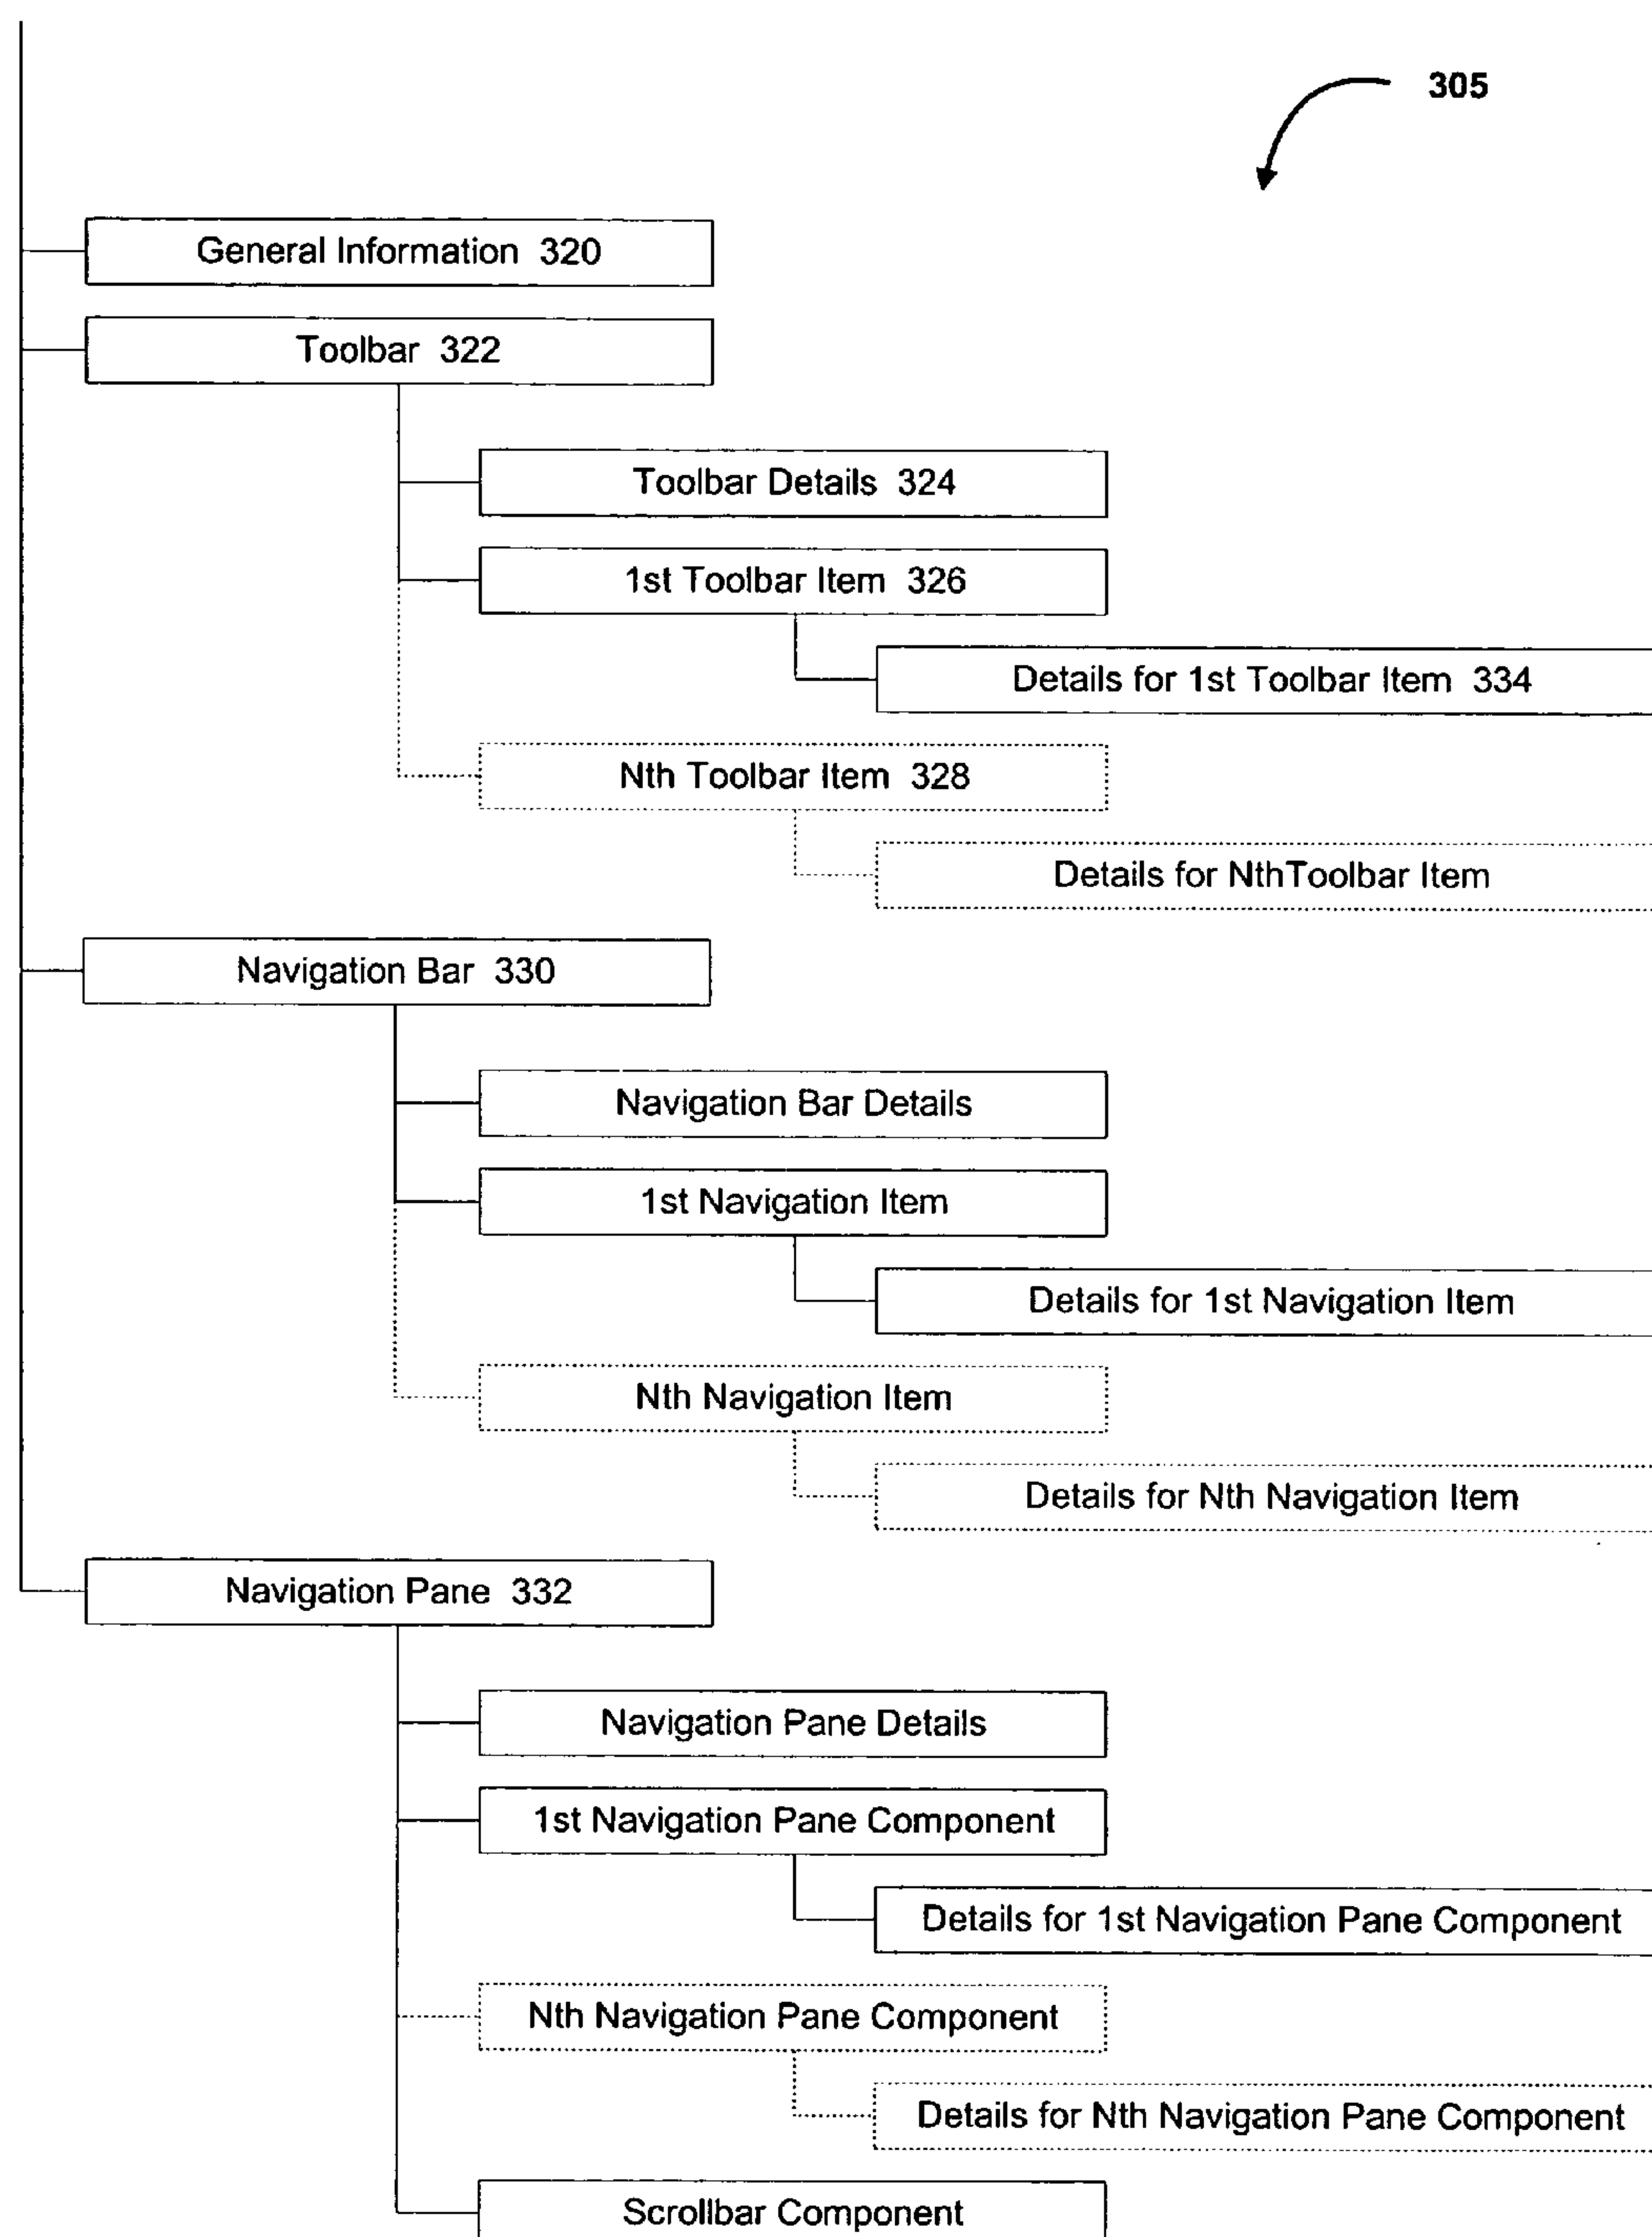 305
General Information 320
Toolbar 322
Toolbar Details 324
1st Toolbar Item 326
Details for 1st Toolbar Item 334
Nth Toolbar Item 328
Details for NthToolbar Item
Navigation Bar 330
Navigation Bar Details
1st Navigation Item
Details for 1st Navigation Item
Nth Navigation Item
Details for Nth Navigation Item
Navigation Pane 332
Navigation Pane Details
1st Navigation Pane Component
Details for 1st Navigation Pane Component
Nth Navigation Pane Component
Details for Nth Navigation Pane Component
Scrollbar Component